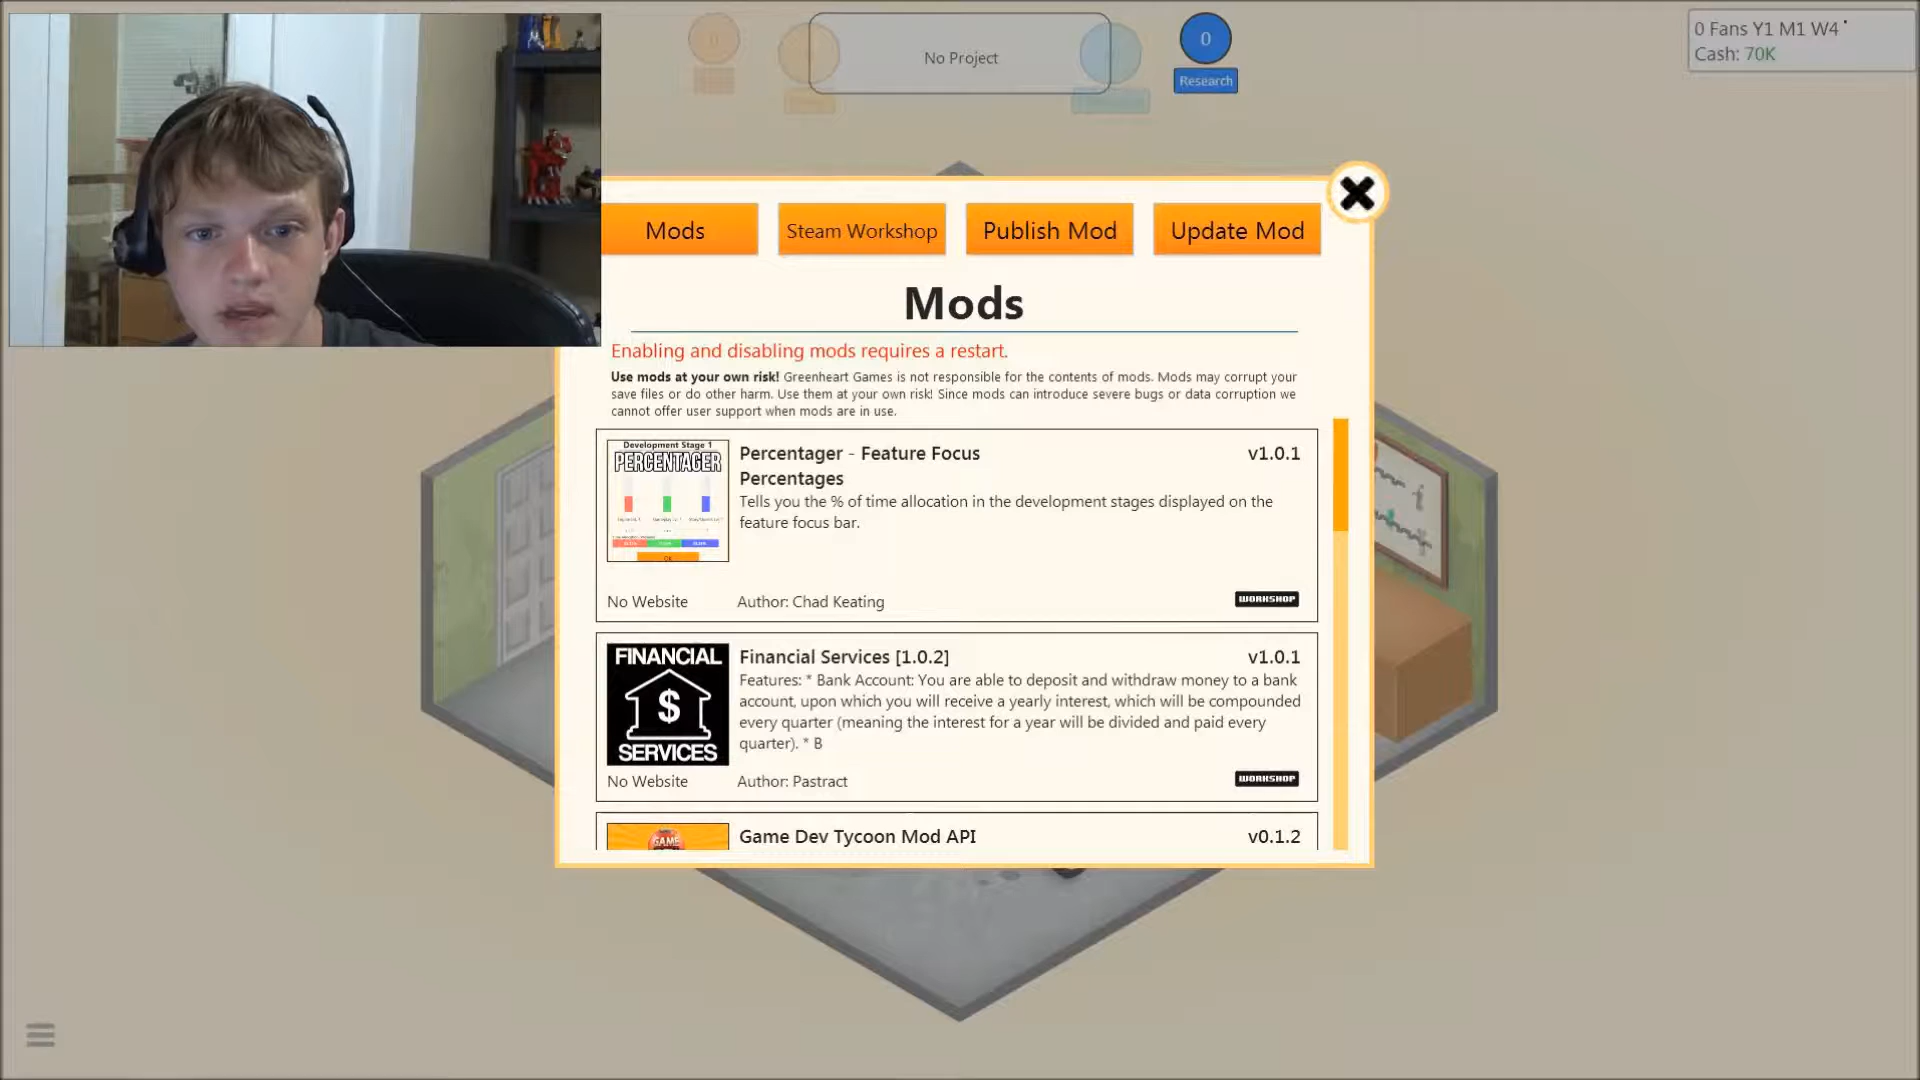 0
No Project
0
Research
0 Fans Y1 M1 W4
Cash: 70K
Mods
Steam Workshop
Publish Mod
Update Mod
Mods
Enabling and disabling mods requires a restart.
Use mods at your own risk! Greenheart Games is not responsible for the contents of mods. Mods may corrupt your
save files or do other harm. Use them at your own risk! Since mods can introduce severe bugs or data corruption we
cannot offer user support when mods are in use.
Development Stage 1
PERCENTAGER
OK
Percentager - Feature Focus
Percentages
v1.0.1
Tells you the % of time allocation in the development stages displayed on the
feature focus bar.
No Website
Author: Chad Keating
WORKSHOP
FINANCIAL
$
SERVICES
Financial Services [1.0.2]
v1.0.1
Features: * Bank Account: You are able to deposit and withdraw money to a bank
account, upon which you will receive a yearly interest, which will be compounded
every quarter (meaning the interest for a year will be divided and paid every
quarter). * B
No Website
Author: Pastract
WORKSHOP
GAME
Game Dev Tycoon Mod API
v0.1.2